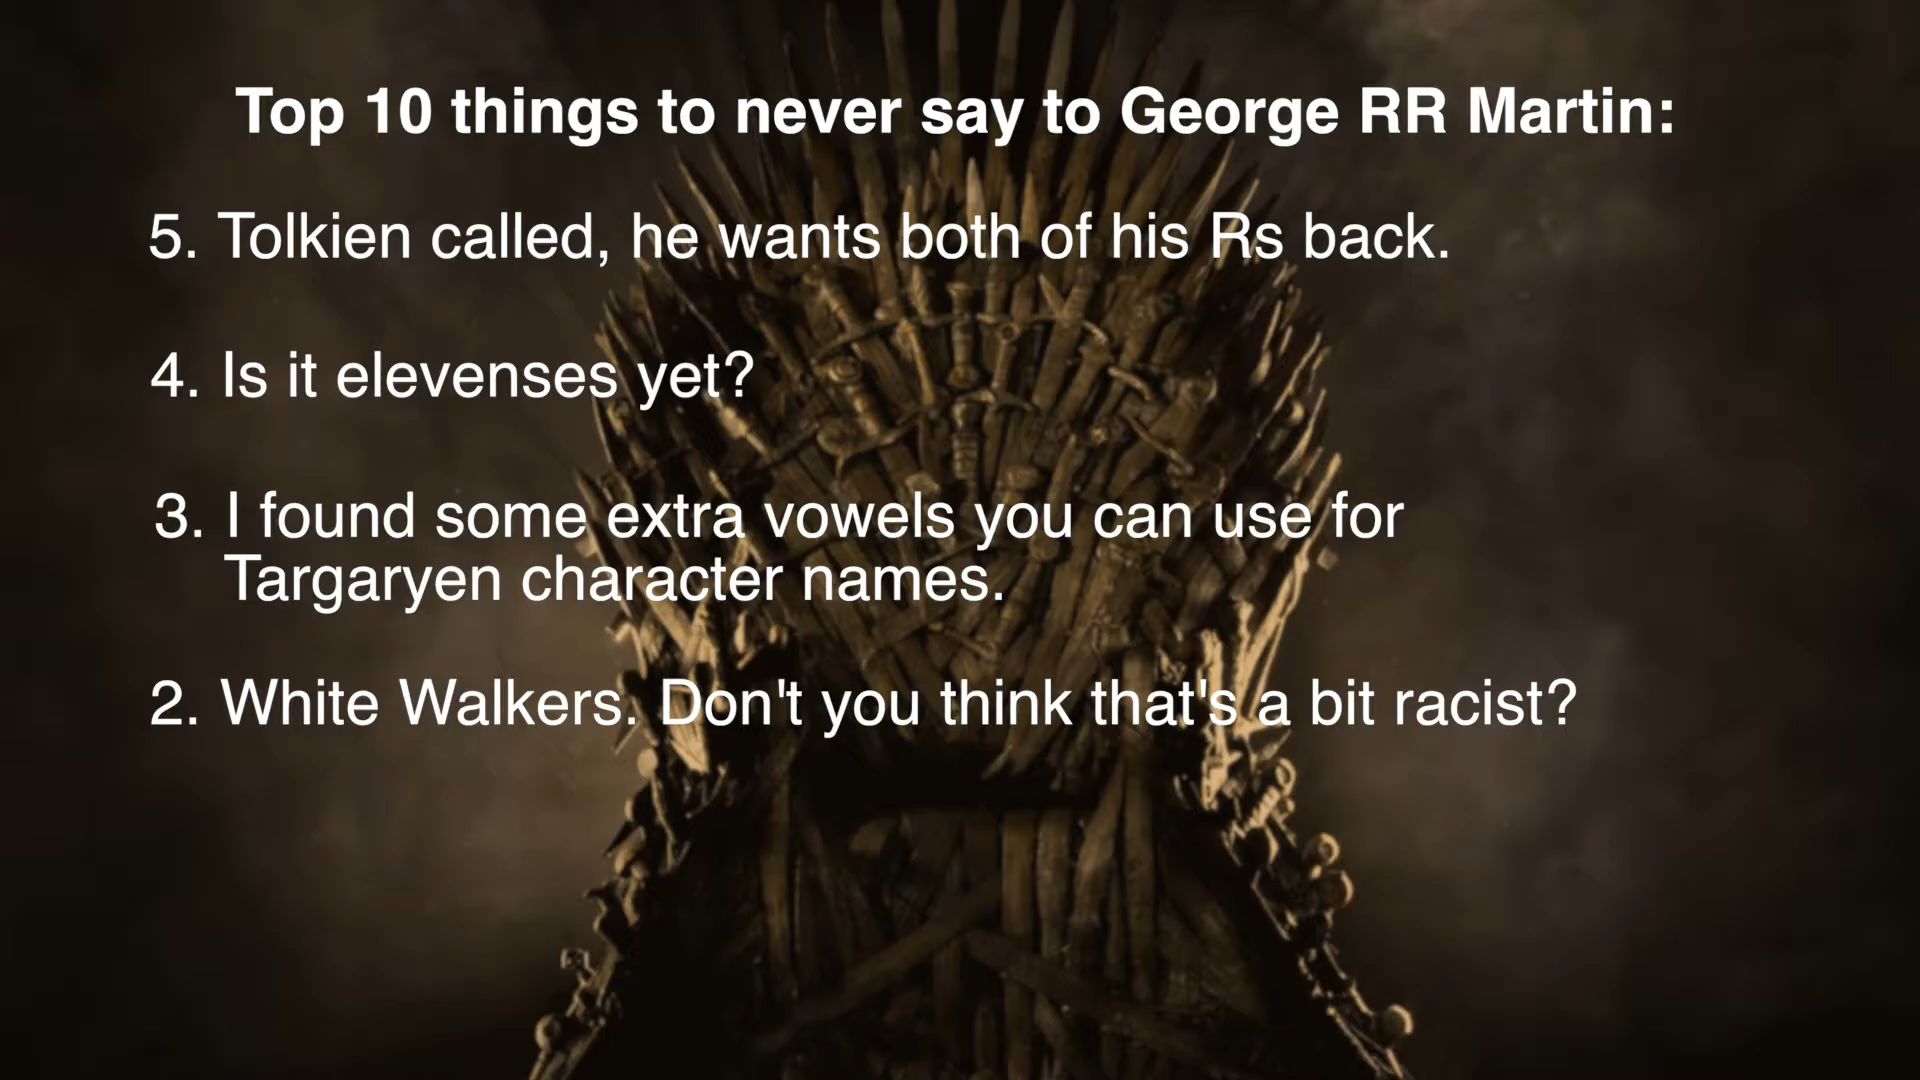 Top 10 things to never say to George RR Martin:
5. Tolkien called, he wants both of his Rs back.
4. Is it elevenses yet?
3. I found some extra vowels you can use for
Targaryen character names.
2. White Walkers. Don't you think that's a bit racist?